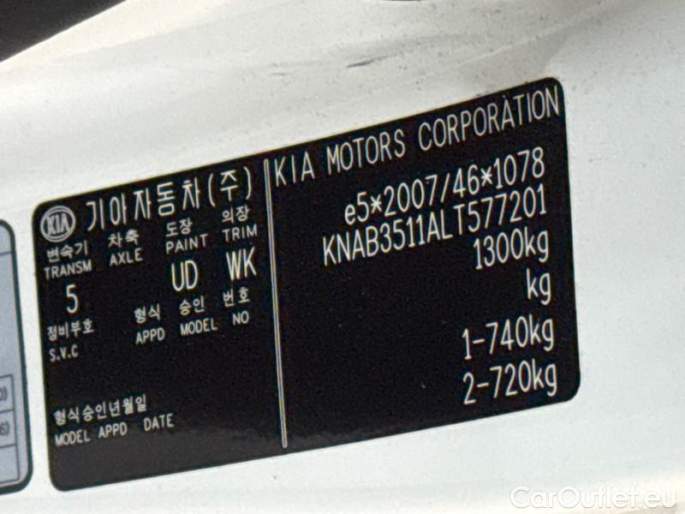 KIA 기아자동차(주)
변속기 차축 도장 의장
TRANSM AXLE PAINT TRIM
5 UD WK
정비부호 형식 승인 번호
S.V.C APPD MODEL NO
형식승인년월일
MODEL APPD DATE
KIA MOTORS CORPORATION
e5*2007/46*1078
KNAB3511ALT577201
1300kg
kg
1-740kg
2-720kg
CarOutlet.eu